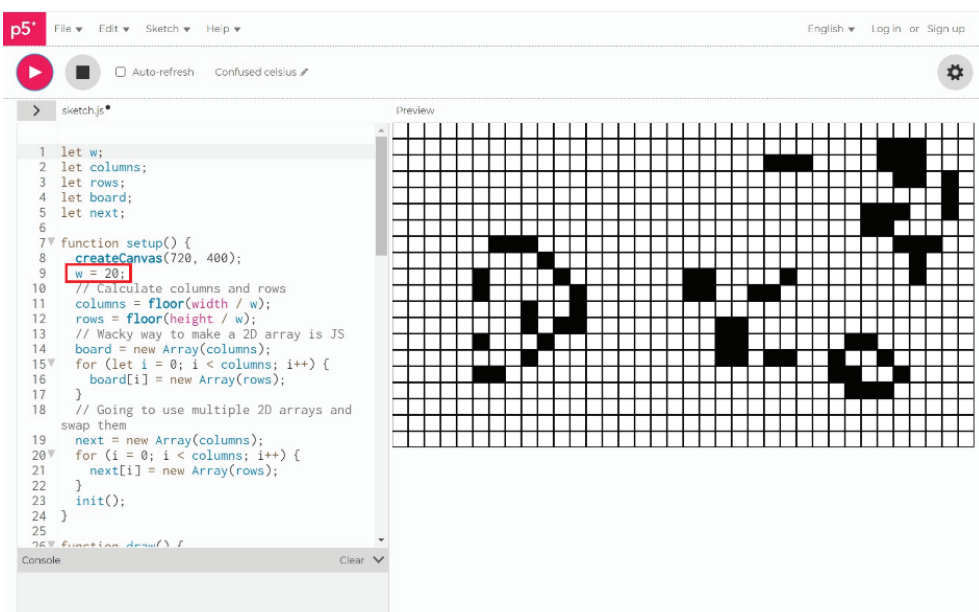 p5* File Edit Sketch Help English Log in or Sign up
Auto-refresh Confused celsius
sketch.js Preview
1 let w;
2 let columns;
3 let rows;
4 let board;
5 let next;
6
7 function setup() {
8 createCanvas(720, 400);
9 w = 20;
10 // Calculate columns and rows
11 columns = floor(width / w);
12 rows = floor(height / w);
13 // Wacky way to make a 2D array is JS
14 board = new Array(columns);
15 for (let i = 0; i < columns; i++) {
16 board[i] = new Array(rows);
17 }
18 // Going to use multiple 2D arrays and
swap them
19 next = new Array(columns);
20 for (i = 0; i < columns; i++) {
21 next[i] = new Array(rows);
22 }
23 init();
24 }
25
26 function draw() {
Console Clear